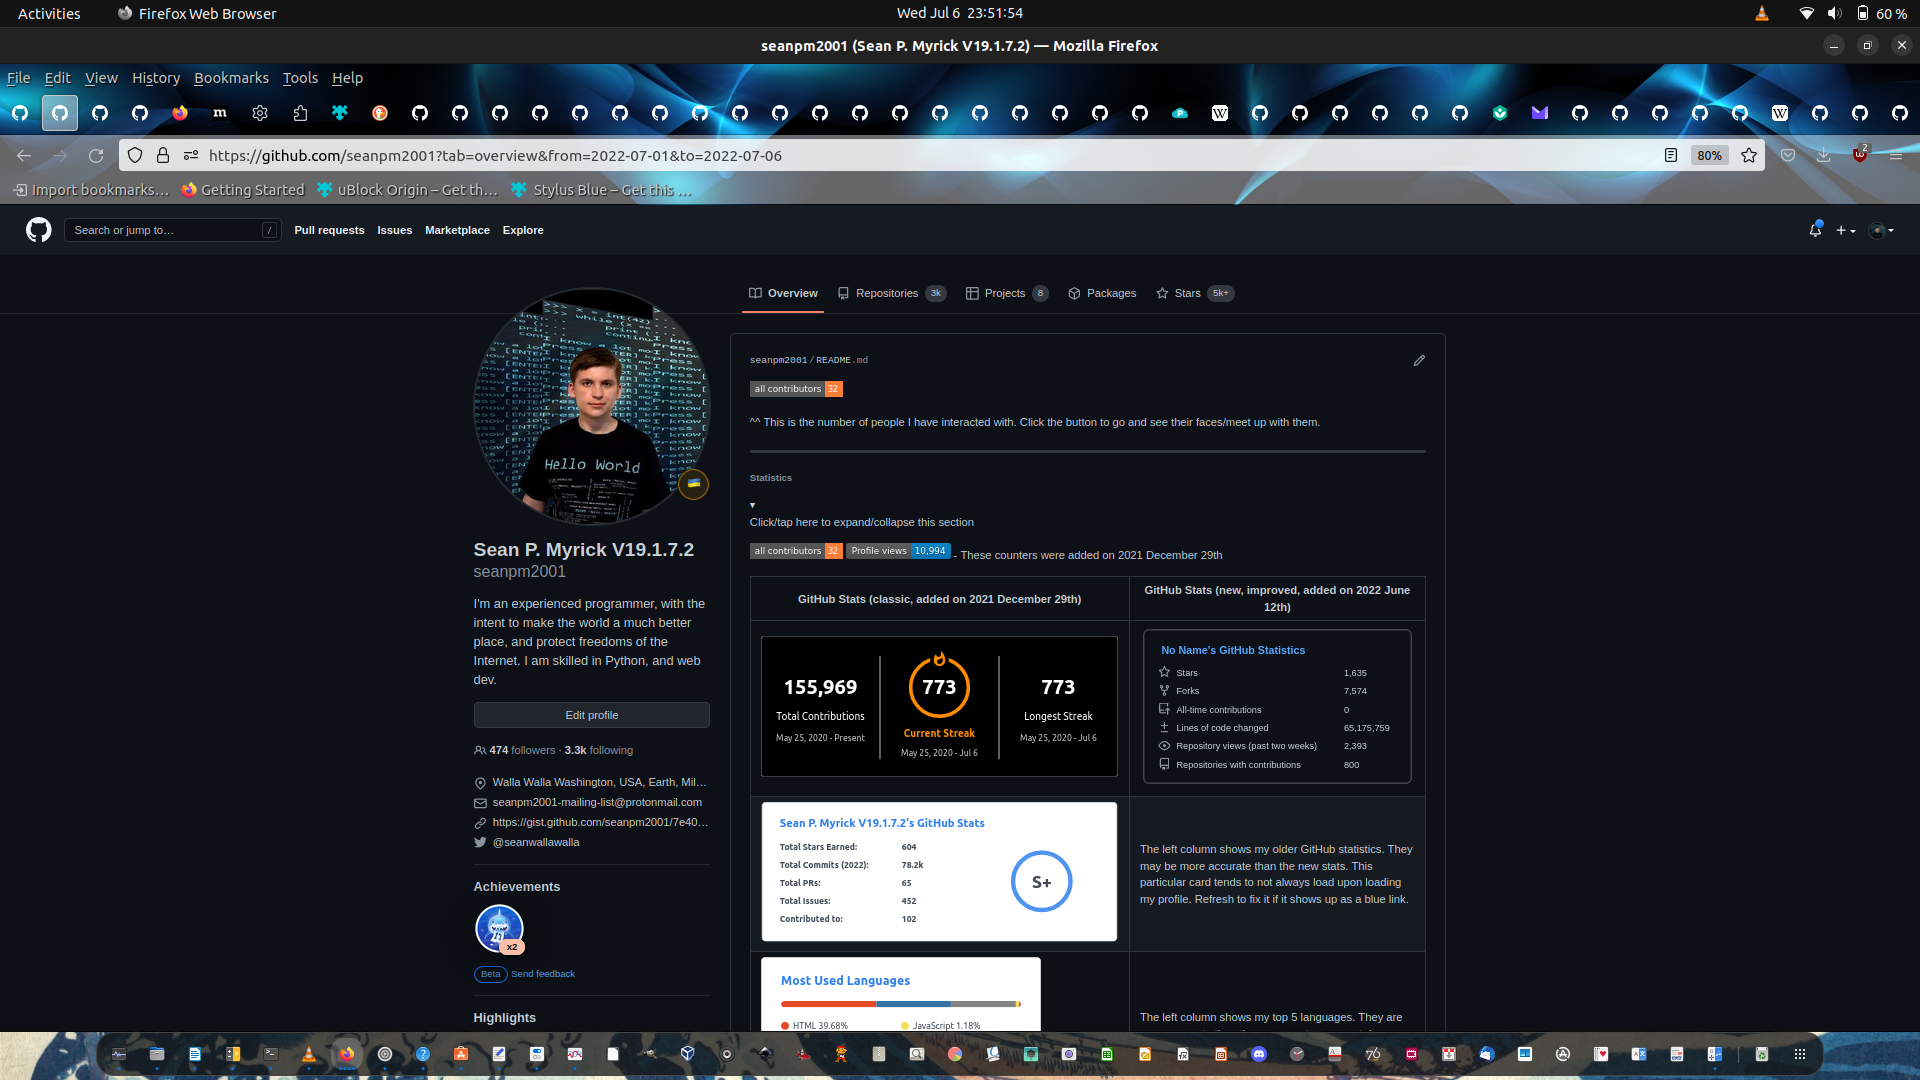 Activities
Firefox Web Browser
Wed Jul 6 23:51:54
60 %
seanpm2001 (Sean P. Myrick V19.1.7.2) — Mozilla Firefox
File Edit View History Bookmarks Tools Help
https://github.com/seanpm2001?tab=overview&from=2022-07-01&to=2022-07-06
80%
2
Import bookmarks… Getting Started uBlock Origin – Get th… Stylus Blue – Get this …
Search or jump to… /
Pull requests Issues Marketplace Explore
Overview Repositories 3k Projects 8 Packages Stars 5k+
Hello World
Sean P. Myrick V19.1.7.2
seanpm2001
I'm an experienced programmer, with the
intent to make the world a much better
place, and protect freedoms of the
Internet. I am skilled in Python, and web
dev.
Edit profile
474 followers · 3.3k following
Walla Walla Washington, USA, Earth, Mil…
seanpm2001-mailing-list@protonmail.com
https://gist.github.com/seanpm2001/7e40…
@seanwallawalla
Achievements
x2
Beta Send feedback
Highlights
seanpm2001/README.md
all contributors 32
^^ This is the number of people I have interacted with. Click the button to go and see their faces/meet up with them.
Statistics
▾
Click/tap here to expand/collapse this section
all contributors 32 Profile views 10,994 - These counters were added on 2021 December 29th
GitHub Stats (classic, added on 2021 December 29th)
GitHub Stats (new, improved, added on 2022 June
12th)
155,969
Total Contributions
May 25, 2020 - Present
773
Current Streak
May 25, 2020 - Jul 6
773
Longest Streak
May 25, 2020 - Jul 6
No Name's GitHub Statistics
Stars 1,635
Forks 7,574
All-time contributions 0
Lines of code changed 65,175,759
Repository views (past two weeks) 2,393
Repositories with contributions 800
Sean P. Myrick V19.1.7.2's GitHub Stats
Total Stars Earned: 604
Total Commits (2022): 78.2k
Total PRs: 65
Total Issues: 452
Contributed to: 102
S+
The left column shows my older GitHub statistics. They
may be more accurate than the new stats. This
particular card tends to not always load upon loading
my profile. Refresh to fix it if it shows up as a blue link.
Most Used Languages
HTML 39.68% JavaScript 1.18%
The left column shows my top 5 languages. They are